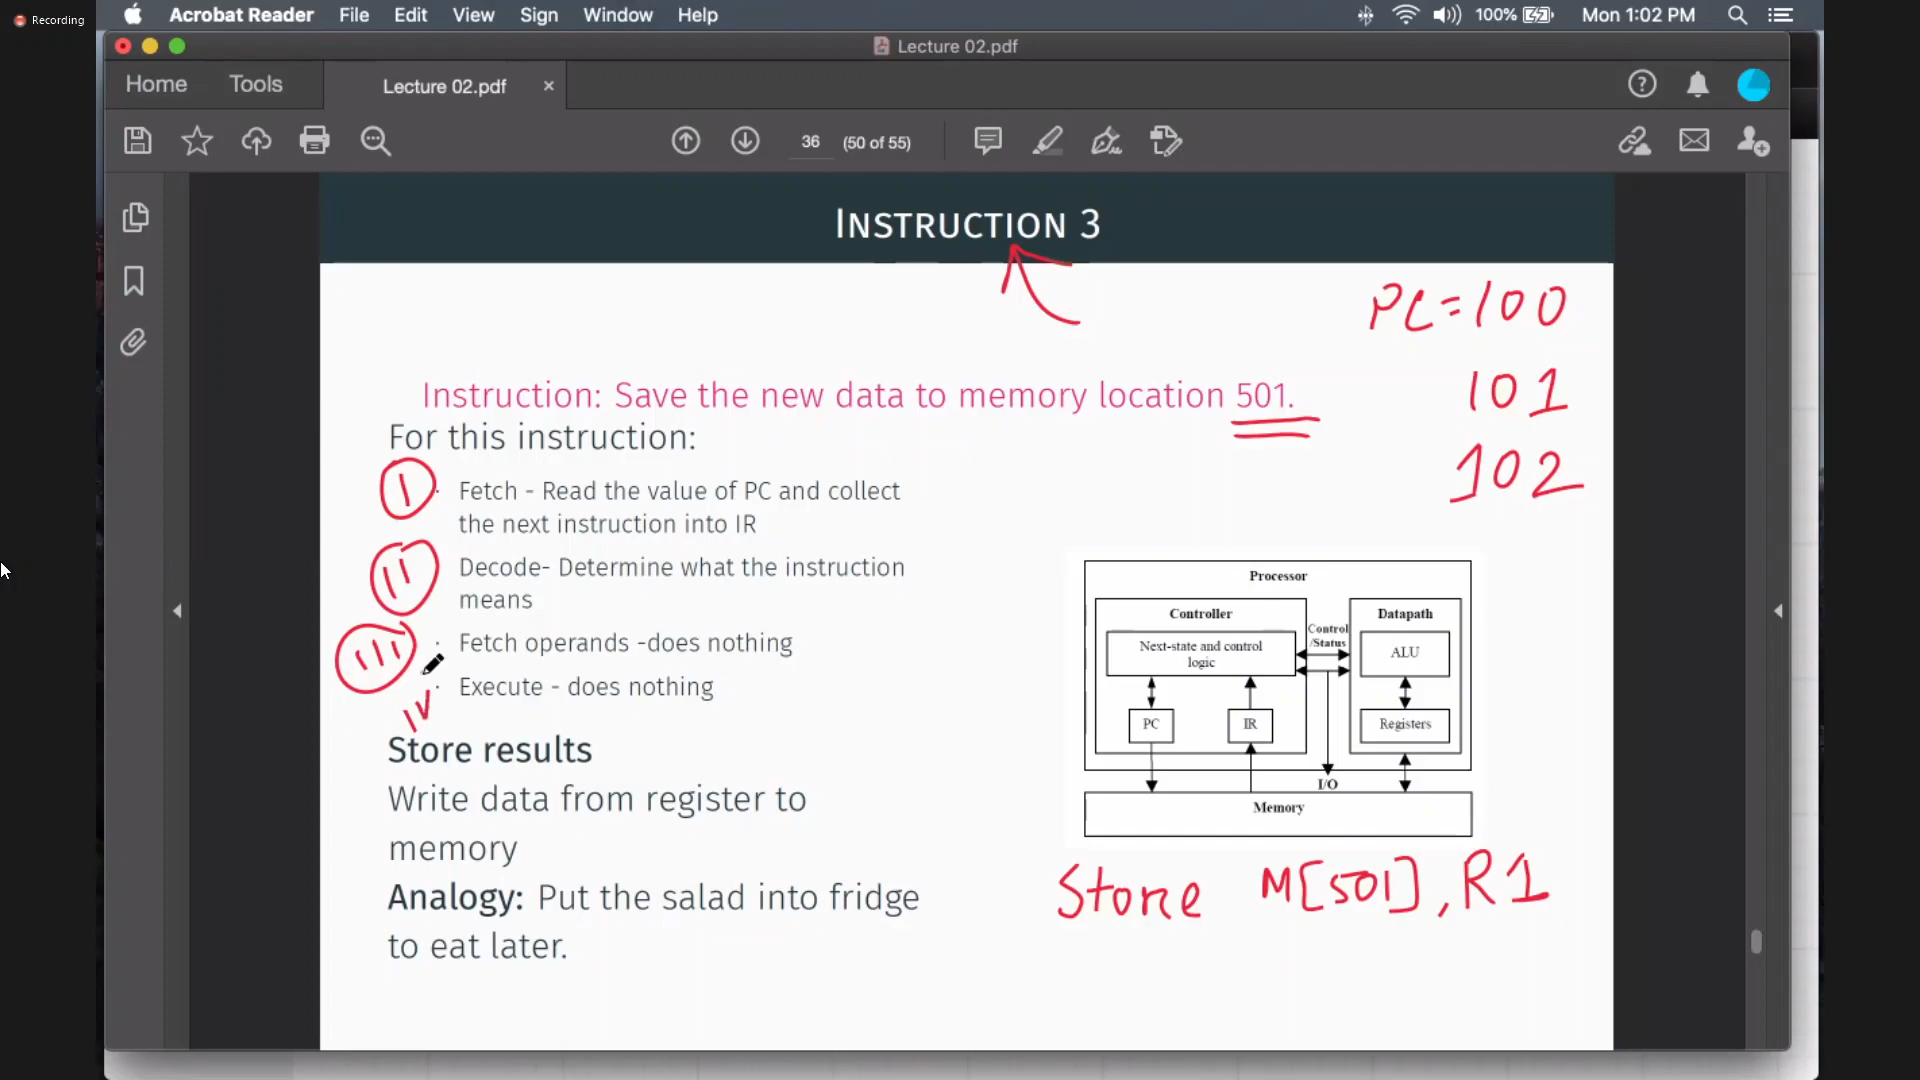 Recording
Acrobat Reader File Edit View Sign Window Help 100% Mon 1:02 PM
Lecture 02.pdf
Home Tools Lecture 02.pdf ×
36 (50 of 55)
INSTRUCTION 3
PC=100
101
102
Instruction: Save the new data to memory location 501.
For this instruction:
I · Fetch - Read the value of PC and collect
the next instruction into IR
II Decode- Determine what the instruction
means
III · Fetch operands -does nothing
IV · Execute - does nothing
Store results
Write data from register to
memory
Analogy: Put the salad into fridge
to eat later.
Processor
Controller
Datapath
Next-state and control
logic
Control
/Status
ALU
PC
IR
Registers
I/O
Memory
Store M[501], R1